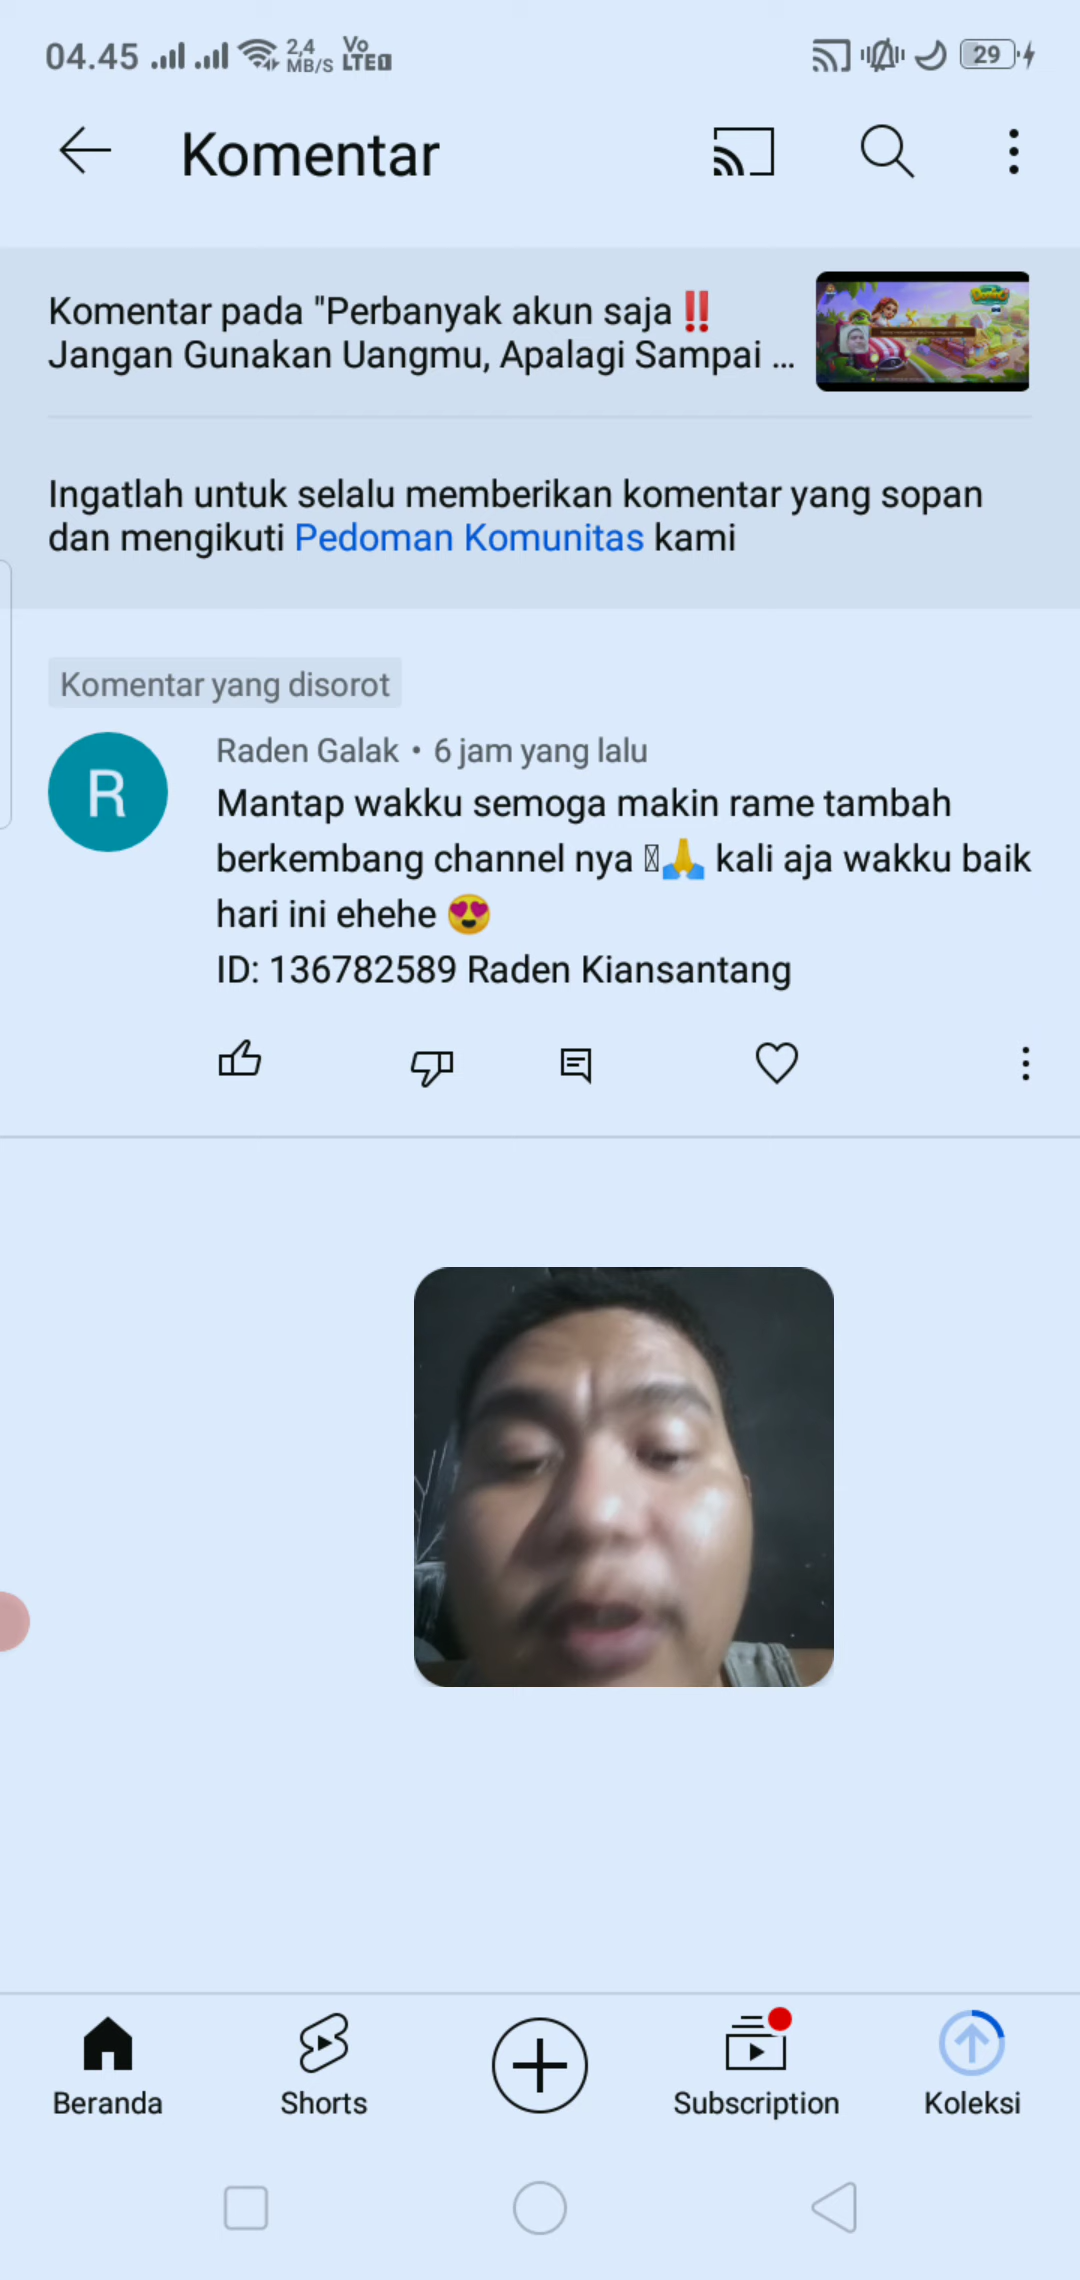 04.45 2,4 MB/S Vo LTE 29
Komentar
Komentar pada "Perbanyak akun saja‼️
Jangan Gunakan Uangmu, Apalagi Sampai ...
Ingatlah untuk selalu memberikan komentar yang sopan
dan mengikuti Pedoman Komunitas kami
Komentar yang disorot
R
Raden Galak • 6 jam yang lalu
Mantap wakku semoga makin rame tambah
berkembang channel nya 🙏 kali aja wakku baik
hari ini ehehe 😍
ID: 136782589 Raden Kiansantang
Beranda
Shorts
Subscription
Koleksi